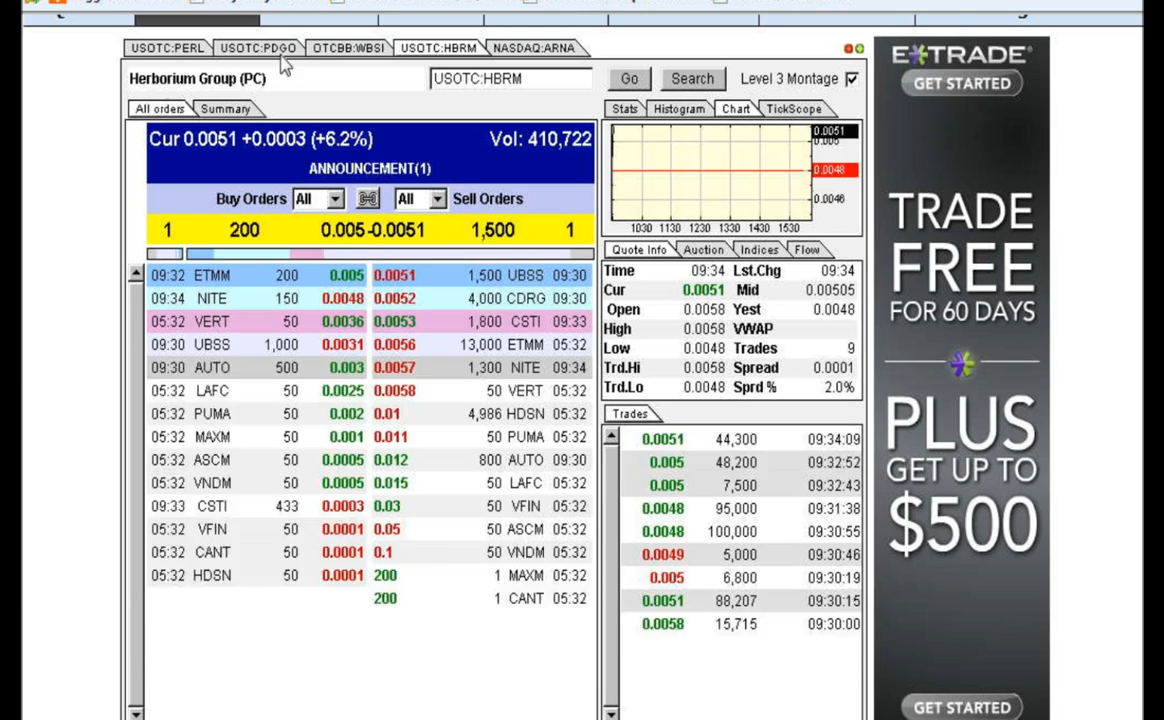 USOTC:PERL USOTC:PDGO OTCBB:WBSI USOTC:HBRM NASDAQ:ARNA
Herborium Group (PC) USOTC:HBRM Go Search Level 3 Montage
All orders Summary
Cur 0.0051 +0.0003 (+6.2%) Vol: 410,722
ANNOUNCEMENT(1)
Buy Orders All All Sell Orders
1 200 0.005-0.0051 1,500 1
09:32 ETMM 200 0.005 0.0051 1,500 UBSS 09:30
09:34 NITE 150 0.0048 0.0052 4,000 CDRG 09:30
05:32 VERT 50 0.0036 0.0053 1,800 CSTI 09:33
09:30 UBSS 1,000 0.0031 0.0056 13,000 ETMM 05:32
09:30 AUTO 500 0.003 0.0057 1,300 NITE 09:34
05:32 LAFC 50 0.0025 0.0058 50 VERT 05:32
05:32 PUMA 50 0.002 0.01 4,986 HDSN 05:32
05:32 MAXM 50 0.001 0.011 50 PUMA 05:32
05:32 ASCM 50 0.0005 0.012 800 AUTO 09:30
05:32 VNDM 50 0.0005 0.015 50 LAFC 05:32
09:33 CSTI 433 0.0003 0.03 50 VFIN 05:32
05:32 VFIN 50 0.0001 0.05 50 ASCM 05:32
05:32 CANT 50 0.0001 0.1 50 VNDM 05:32
05:32 HDSN 50 0.0001 200 1 MAXM 05:32
200 1 CANT 05:32
Stats Histogram Chart TickScope
0.0051
0.005
0.0048
0.0046
1030 1130 1230 1330 1430 1530
Quote Info Auction Indices Flow
Time 09:34 Lst.Chg 09:34
Cur 0.0051 Mid 0.00505
Open 0.0058 Yest 0.0048
High 0.0058 VWAP
Low 0.0048 Trades 9
Trd.Hi 0.0058 Spread 0.0001
Trd.Lo 0.0048 Sprd % 2.0%
Trades
0.0051 44,300 09:34:09
0.005 48,200 09:32:52
0.005 7,500 09:32:43
0.0048 95,000 09:31:38
0.0048 100,000 09:30:55
0.0049 5,000 09:30:46
0.005 6,800 09:30:19
0.0051 88,207 09:30:15
0.0058 15,715 09:30:00
E*TRADE
GET STARTED
TRADE
FREE
FOR 60 DAYS
PLUS
GET UP TO
$500
GET STARTED